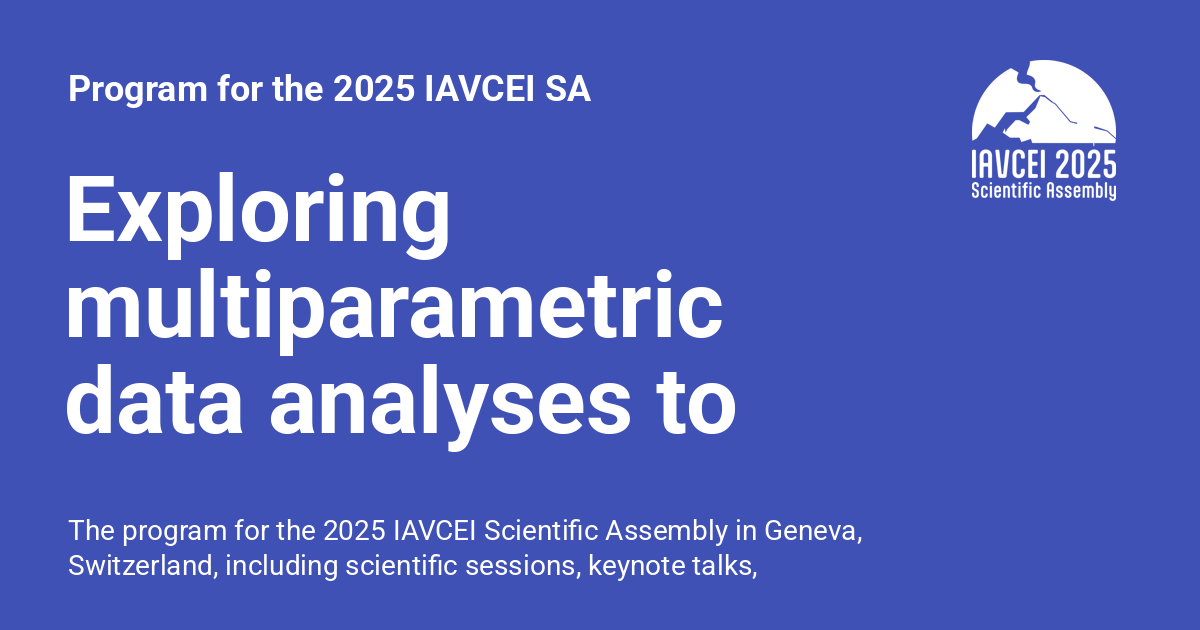 Program for the 2025 IAVCEI SA
IAVCEI 2025
Scientific Assembly
Exploring
multiparametric
data analyses to
The program for the 2025 IAVCEI Scientific Assembly in Geneva,
Switzerland, including scientific sessions, keynote talks,